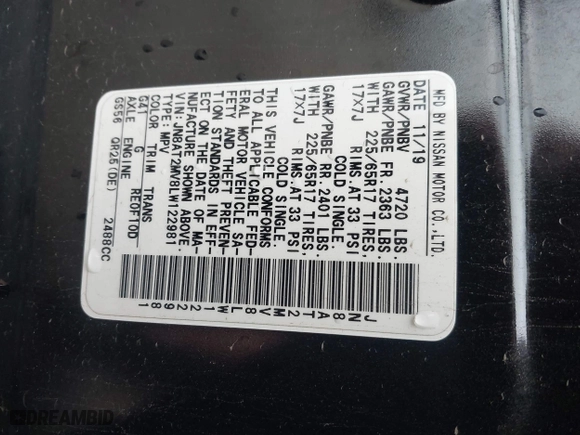 MFD BY NISSAN MOTOR CO.,LTD.
DATE 11/19
GVWR/PNBV 4720 LBS.
GAWR/PNBE FR. 2363 LBS.
WITH 225/65R17 TIRES,
17X7J RIMS.AT 33 PSI
COLD SINGLE.
GAWR/PNBE RR. 2401 LBS.
WITH 225/65R17 TIRES,
17X7J RIMS.AT 33 PSI
COLD SINGLE.
THIS VEHICLE CONFORMS
TO ALL APPLICABLE FED-
ERAL MOTOR VEHICLE SA-
FETY AND THEFT PREVEN-
TION STANDARDS IN EFF-
ECT ON THE DATE OF MA-
NUFACTURE SHOWN ABOVE.
VIN:JN8AT2MV8LW122981
TYPE:MPV
COLOR TRIM TRANS
G41 G RE0F10D
AXLE ENGINE
GS56 QR25(DE) 2488CC
JN8AT2MV8LW122981
DREAMBID